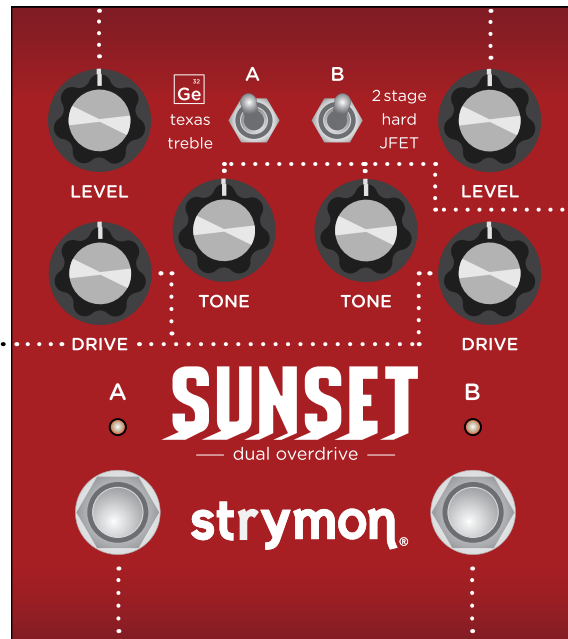 A B
32
Ge
texas
treble
2 stage
hard
JFET
LEVEL LEVEL
TONE TONE
DRIVE DRIVE
A B
SUNSET
dual overdrive
strymon®